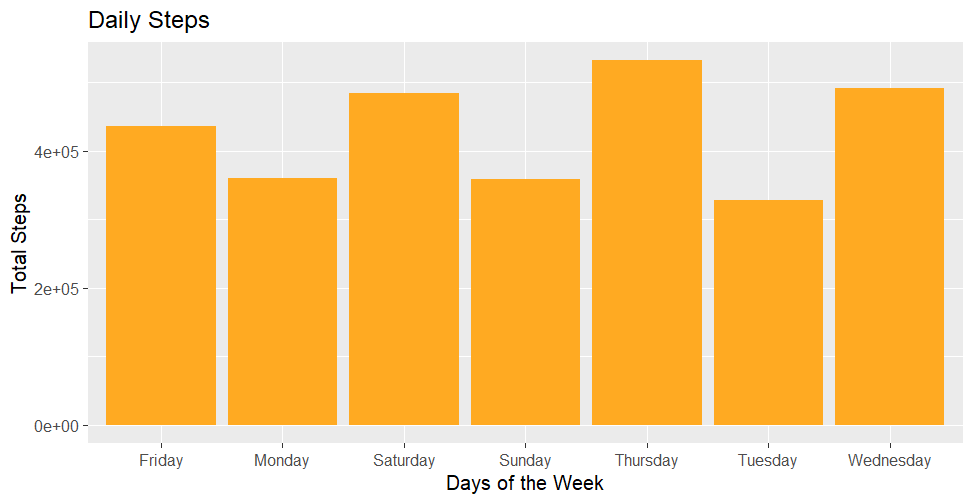 Daily Steps
Total Steps
4e+05
2e+05
0e+00
Friday Monday Saturday Sunday Thursday Tuesday Wednesday
Days of the Week